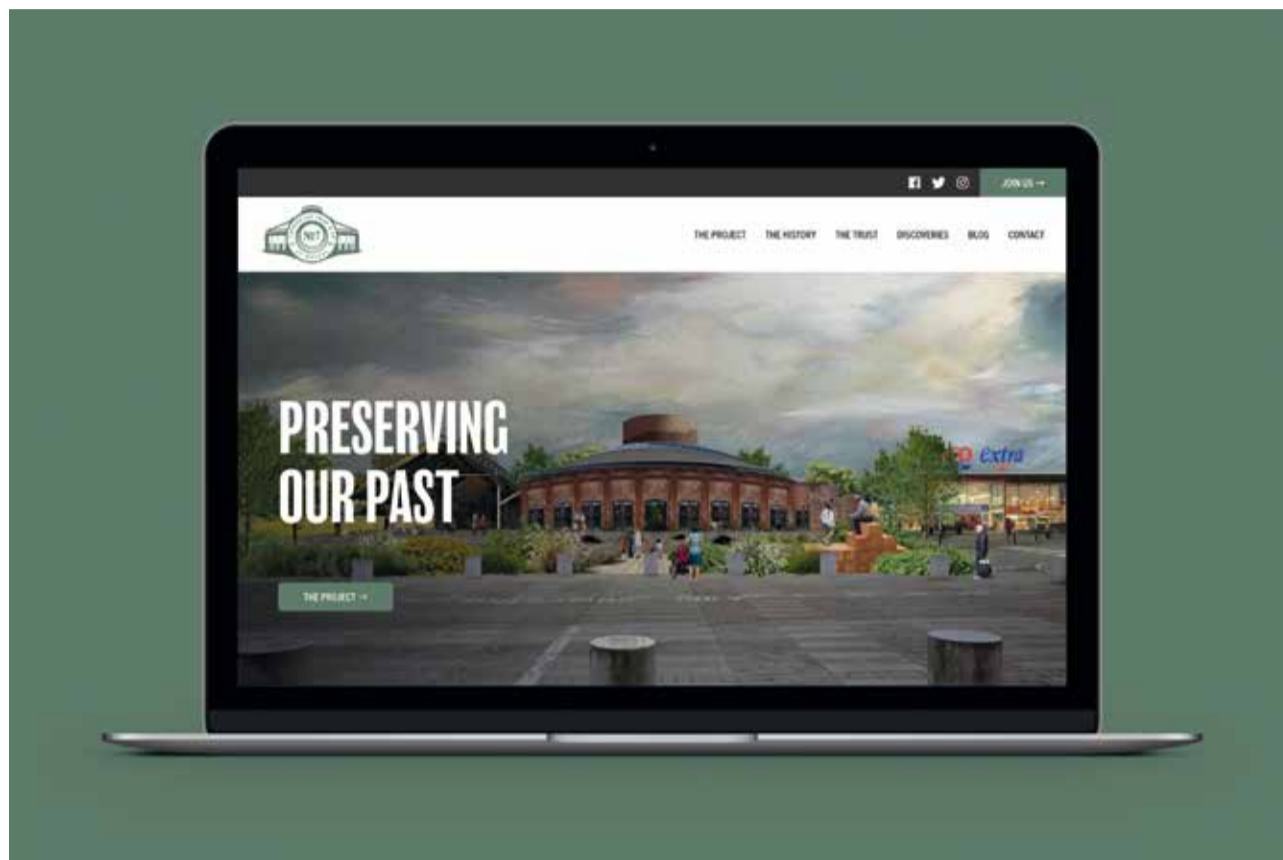 JOIN US →
THE PROJECT THE HISTORY THE TRUST DISCOVERIES BLOG CONTACT
PRESERVING
OUR PAST
extra
THE PROJECT →